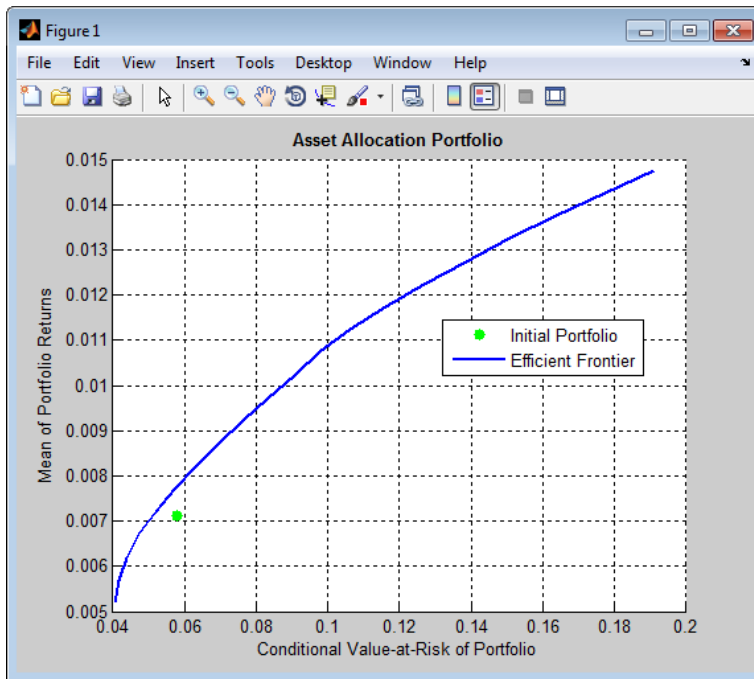 Figure 1
File Edit View Insert Tools Desktop Window Help
Asset Allocation Portfolio
0.015
0.014
0.013
0.012
0.011
0.01
0.009
0.008
0.007
0.006
0.005
Mean of Portfolio Returns
Initial Portfolio
Efficient Frontier
0.04 0.06 0.08 0.1 0.12 0.14 0.16 0.18 0.2
Conditional Value-at-Risk of Portfolio